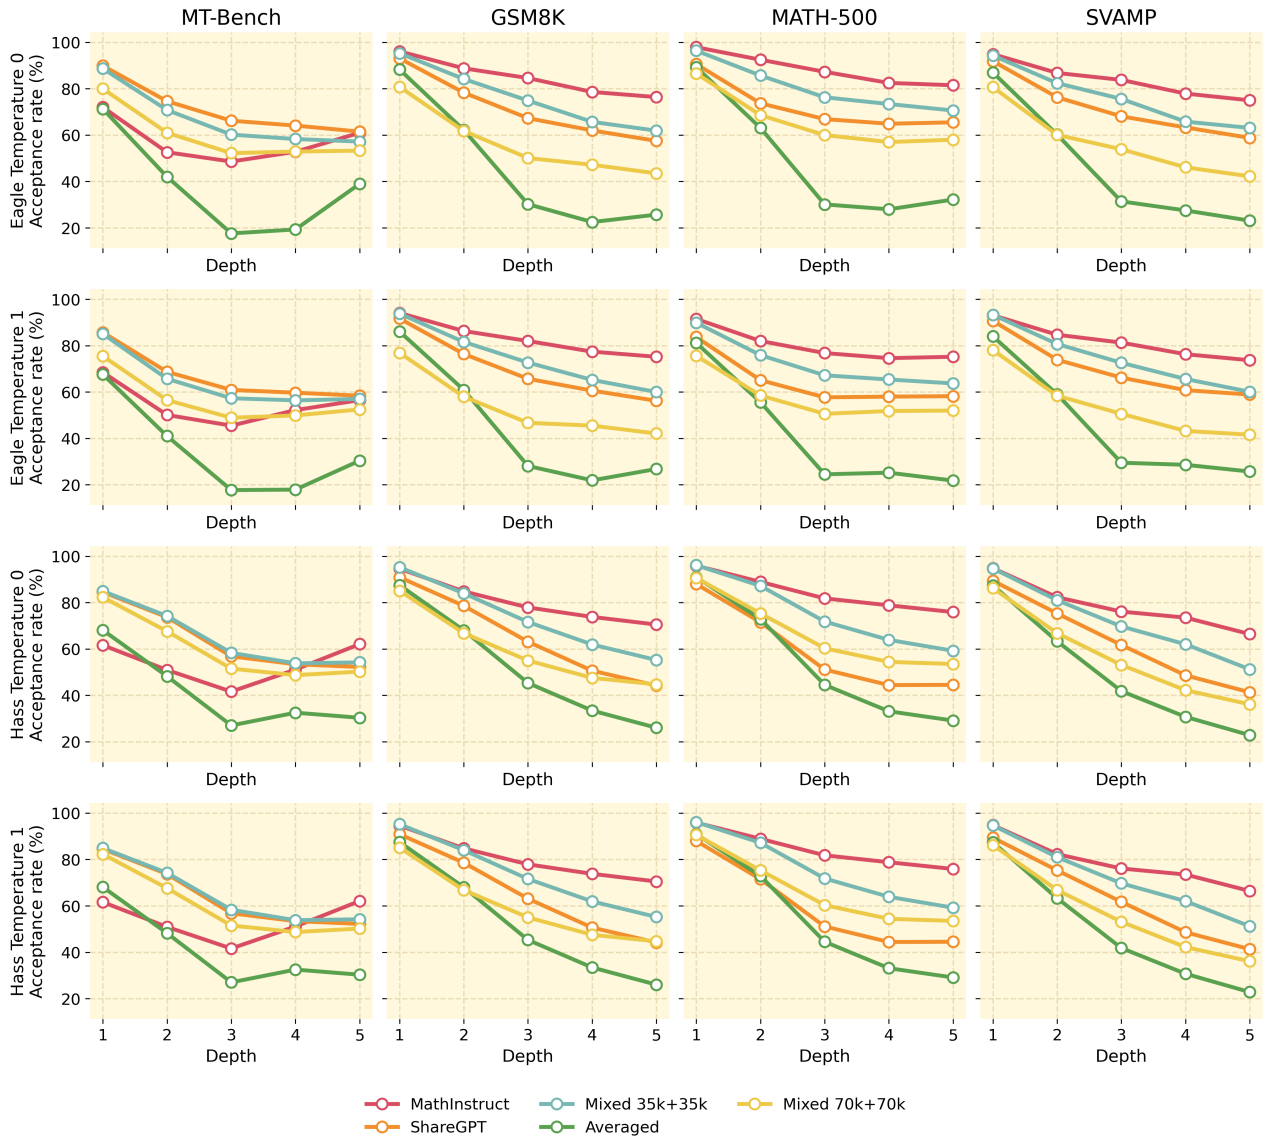 MT-Bench GSM8K MATH-500 SVAMP
Eagle Temperature 0
Acceptance rate (%)
100
80
60
40
20
Depth Depth Depth Depth
Eagle Temperature 1
Acceptance rate (%)
100
80
60
40
20
Depth Depth Depth Depth
Hass Temperature 0
Acceptance rate (%)
100
80
60
40
20
Depth Depth Depth Depth
Hass Temperature 1
Acceptance rate (%)
100
80
60
40
20
1 2 3 4 5 1 2 3 4 5 1 2 3 4 5 1 2 3 4 5
Depth Depth Depth Depth
MathInstruct Mixed 35k+35k Mixed 70k+70k
ShareGPT Averaged